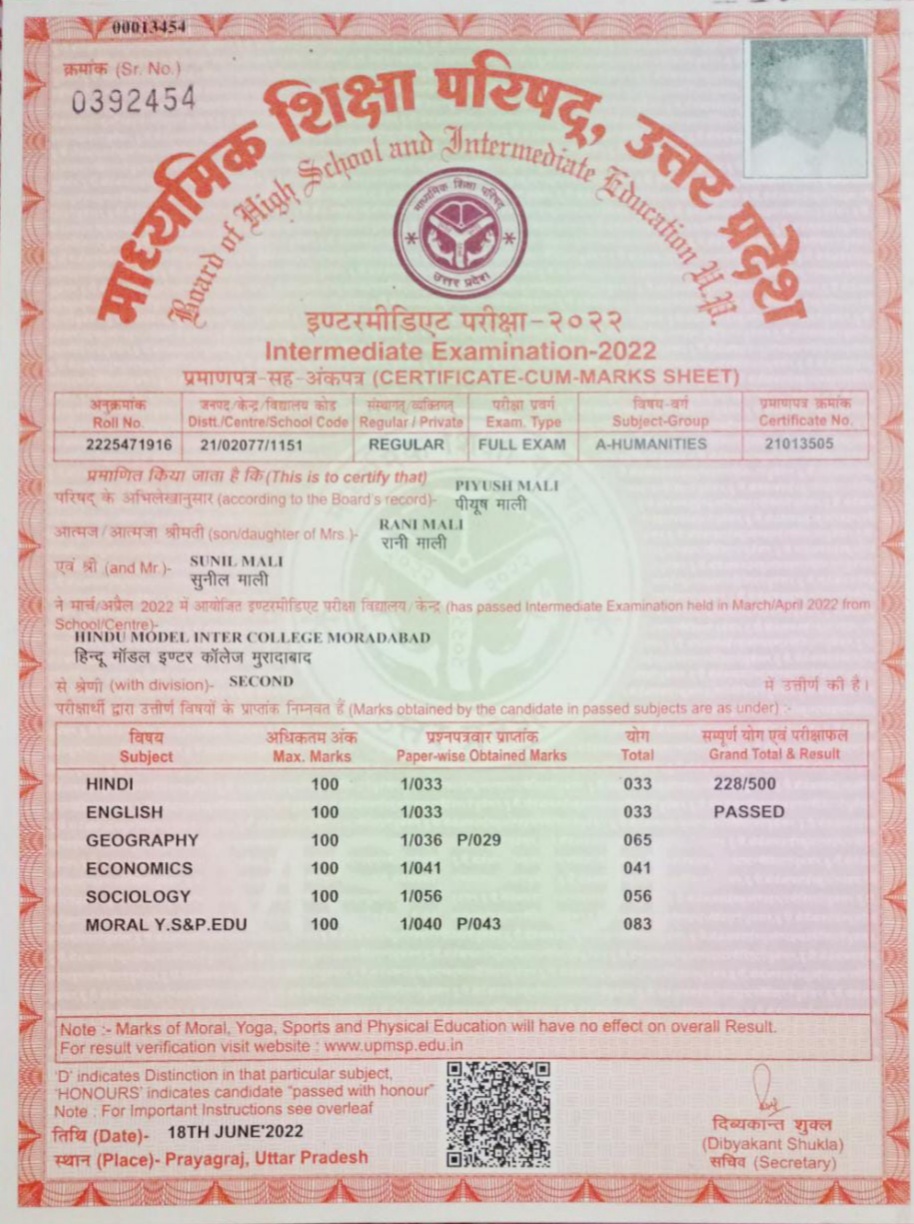 00013454
क्रमांक (Sr. No.)
0392454
माध्यमिक शिक्षा परिषद्, उत्तर प्रदेश
Board of High School and Intermediate Education U.P.
माध्यमिक शिक्षा परिषद्
उत्तर प्रदेश
इण्टरमीडिएट परीक्षा-२०२२
Intermediate Examination-2022
प्रमाणपत्र-सह-अंकपत्र (CERTIFICATE-CUM-MARKS SHEET)
अनुक्रमांक जनपद/केन्द्र/विद्यालय कोड संस्थागत/व्यक्तिगत परीक्षा प्रवर्ग विषय-वर्ग प्रमाणपत्र क्रमांक
Roll No. Distt./Centre/School Code Regular / Private Exam. Type Subject-Group Certificate No.
2225471916 21/02077/1151 REGULAR FULL EXAM A-HUMANITIES 21013505
प्रमाणित किया जाता है कि (This is to certify that) PIYUSH MALI
परिषद् के अभिलेखानुसार (according to the Board's record)- पीयूष माली
RANI MALI
आत्मज/आत्मजा श्रीमती (son/daughter of Mrs.)- रानी माली
एवं श्री (and Mr.)- SUNIL MALI
सुनील माली
ने मार्च/अप्रैल 2022 में आयोजित इण्टरमीडिएट परीक्षा विद्यालय/केन्द्र (has passed Intermediate Examination held in March/April 2022 from
School/Centre)-
HINDU MODEL INTER COLLEGE MORADABAD
हिन्दू मॉडल इण्टर कॉलेज मुरादाबाद
से श्रेणी (with division)- SECOND में उत्तीर्ण की है।
परीक्षार्थी द्वारा उत्तीर्ण विषयों के प्राप्तांक निम्नवत हैं (Marks obtained by the candidate in passed subjects are as under) :-
विषय अधिकतम अंक प्रश्नपत्रवार प्राप्तांक योग सम्पूर्ण योग एवं परीक्षाफल
Subject Max. Marks Paper-wise Obtained Marks Total Grand Total & Result
HINDI 100 1/033 033 228/500
ENGLISH 100 1/033 033 PASSED
GEOGRAPHY 100 1/036 P/029 065
ECONOMICS 100 1/041 041
SOCIOLOGY 100 1/056 056
MORAL Y.S&P.EDU 100 1/040 P/043 083
Note :- Marks of Moral, Yoga, Sports and Physical Education will have no effect on overall Result.
For result verification visit website : www.upmsp.edu.in
'D' indicates Distinction in that particular subject,
'HONOURS' indicates candidate "passed with honour"
Note : For Important Instructions see overleaf
तिथि (Date)- 18TH JUNE'2022
स्थान (Place)- Prayagraj, Uttar Pradesh
दिब्यकान्त शुक्ल
(Dibyakant Shukla)
सचिव (Secretary)